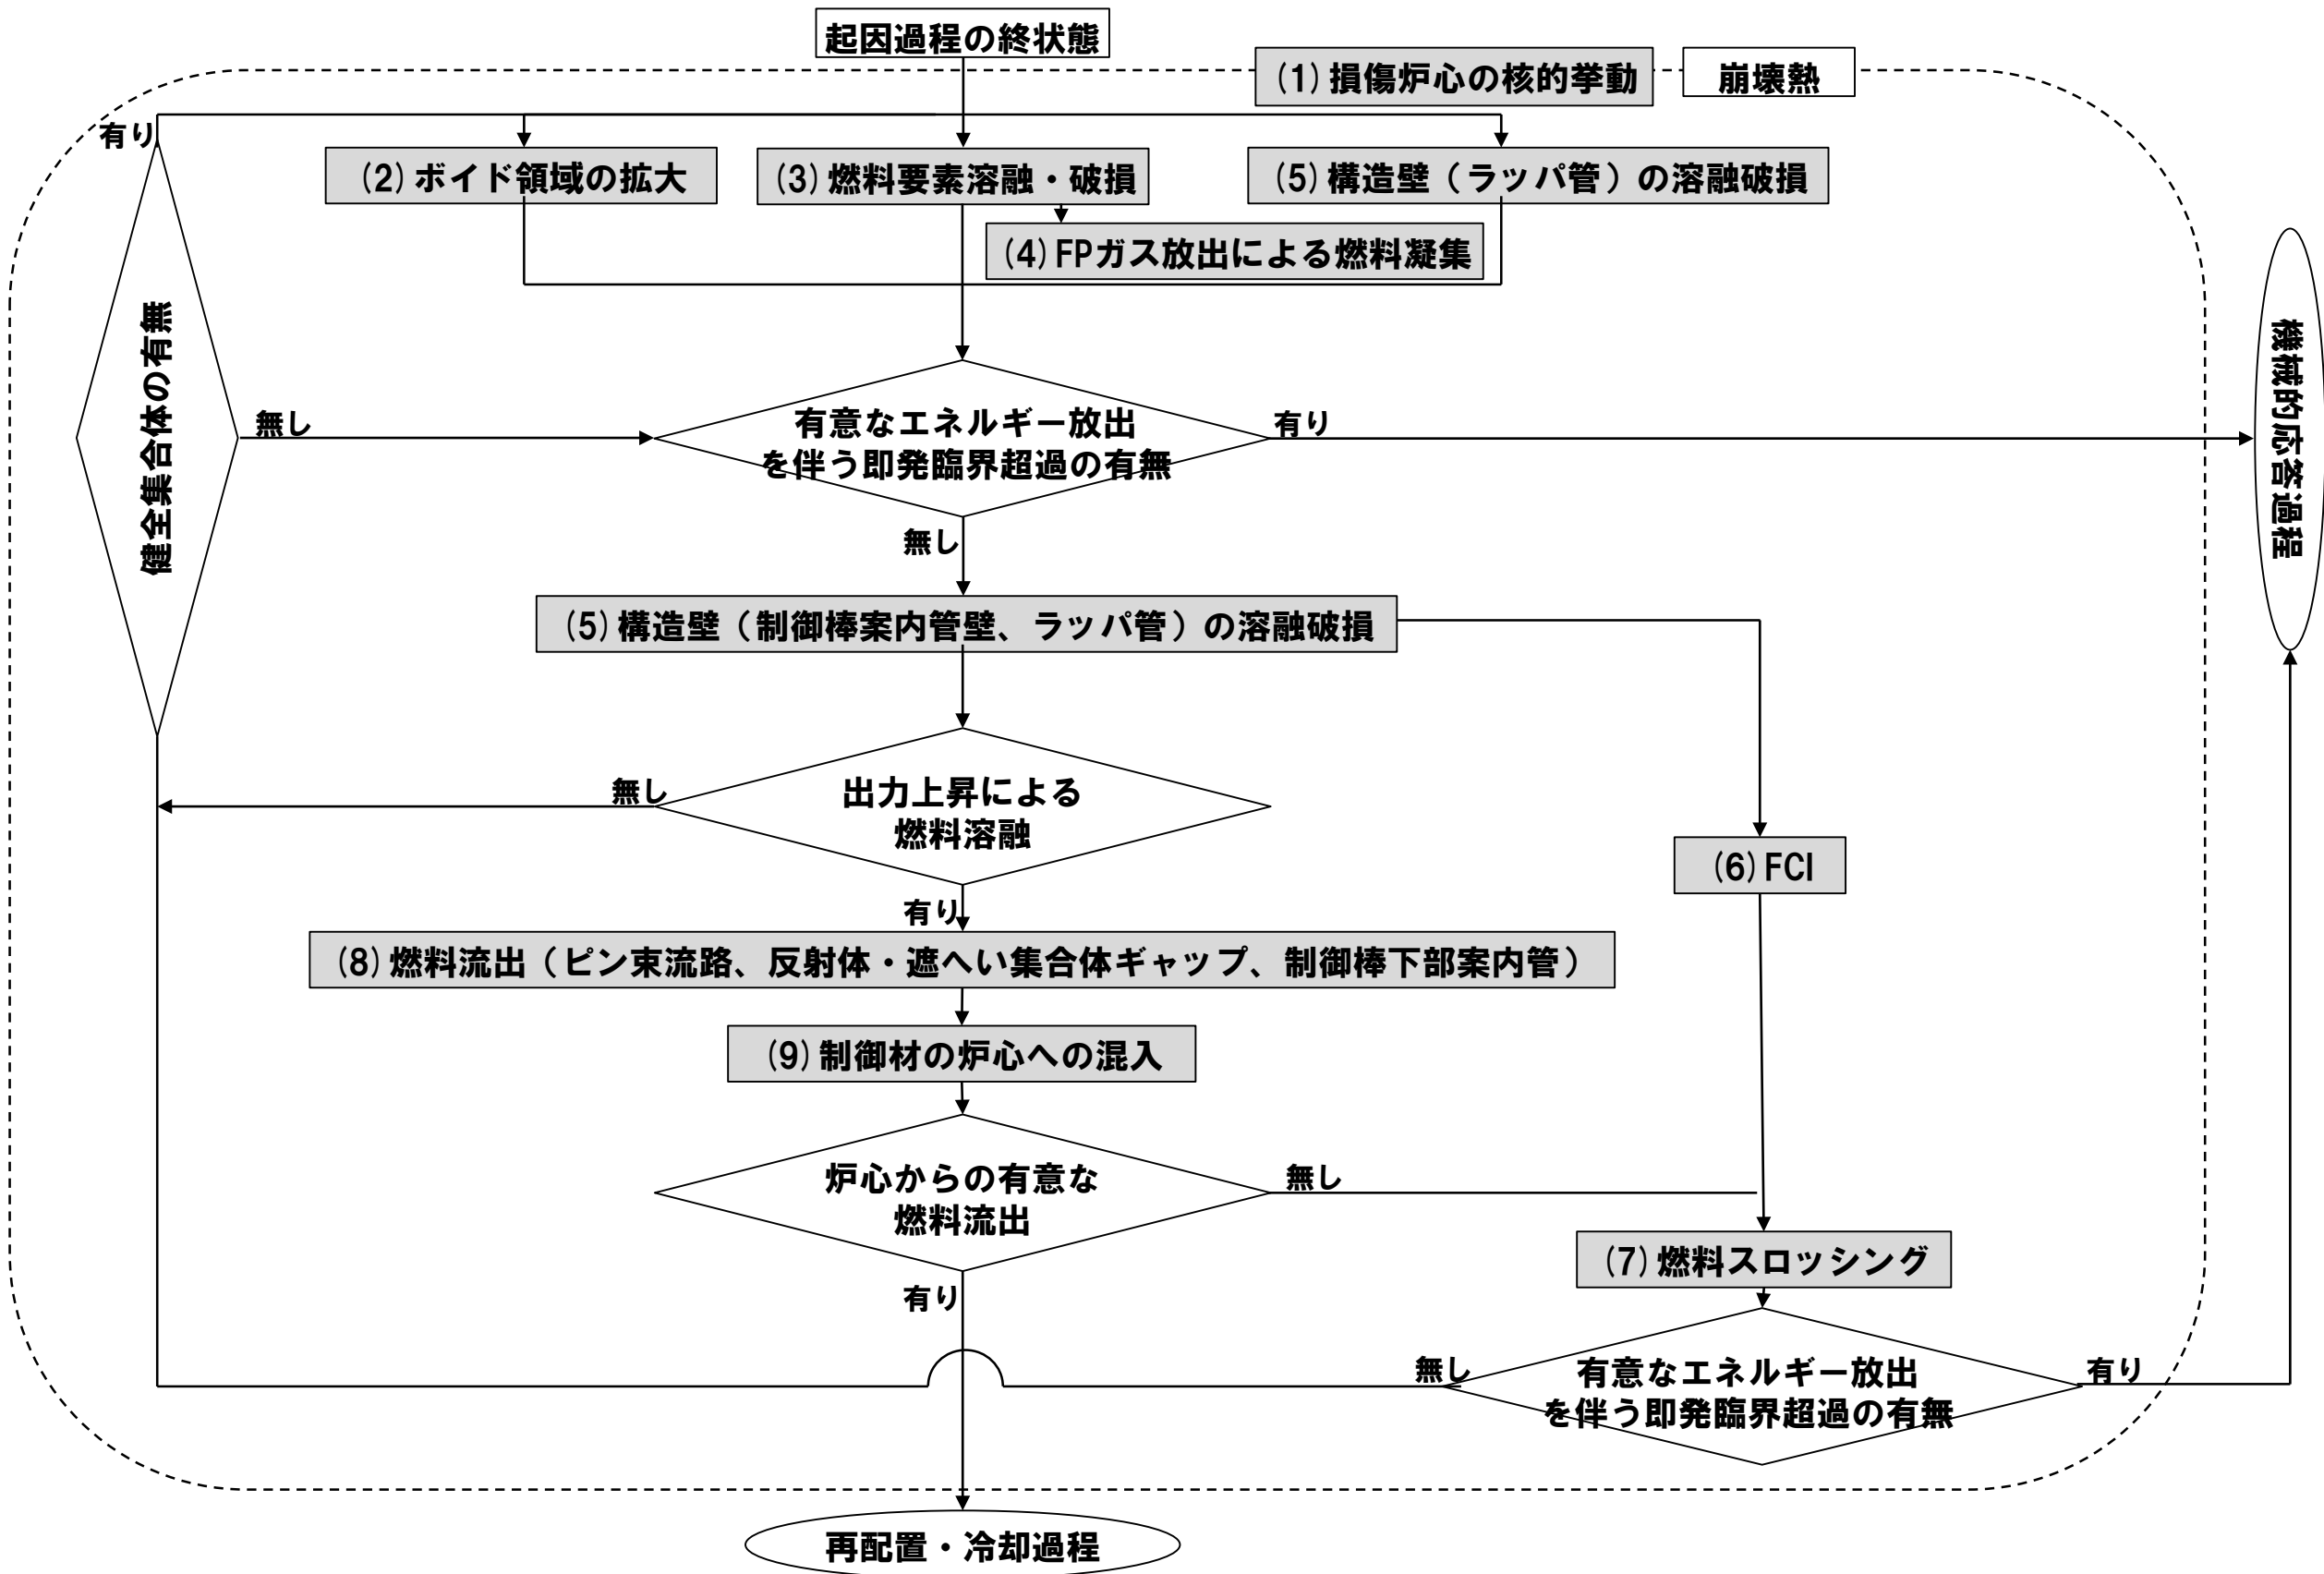 起因過程の終状態
(1)損傷炉心の核的挙動
崩壊熱
有り
(2)ボイド領域の拡大
(3)燃料要素溶融・破損
(5)構造壁(ラッパ管)の溶融破損
(4)FPガス放出による燃料凝集
健全集合体の有無
機械的応答過程
無し
有意なエネルギー放出
を伴う即発臨界超過の有無
有り
無し
(5)構造壁(制御棒案内管壁、ラッパ管)の溶融破損
無し
出力上昇による
燃料溶融
(6)FCI
有り
(8)燃料流出(ピン束流路、反射体・遮へい集合体ギャップ、制御棒下部案内管)
(9)制御材の炉心への混入
炉心からの有意な
燃料流出
無し
(7)燃料スロッシング
有り
無し
有意なエネルギー放出
を伴う即発臨界超過の有無
有り
再配置・冷却過程